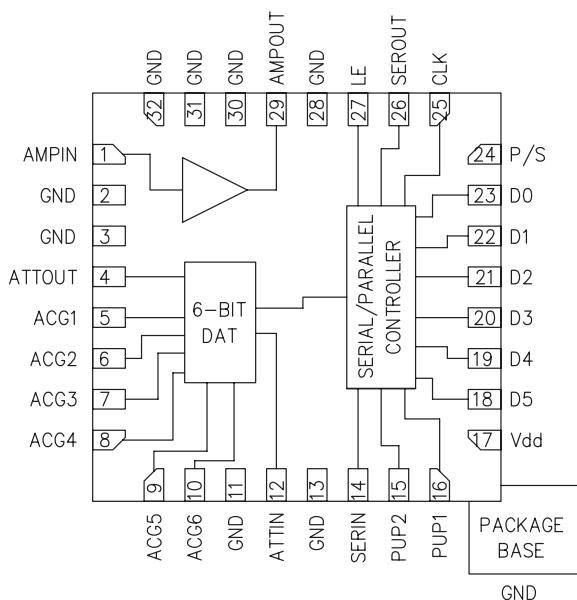 GND
GND
GND
AMPOUT
GND
LE
SEROUT
CLK
32
31
30
29
28
27
26
25
AMPIN 1
GND 2
GND 3
ATTOUT 4
ACG1 5
ACG2 6
ACG3 7
ACG4 8
6-BIT
DAT
SERIAL/PARALLEL
CONTROLLER
24 P/S
23 D0
22 D1
21 D2
20 D3
19 D4
18 D5
17 Vdd
9
10
11
12
13
14
15
16
ACG5
ACG6
GND
ATTIN
GND
SERIN
PUP2
PUP1
PACKAGE
BASE
GND